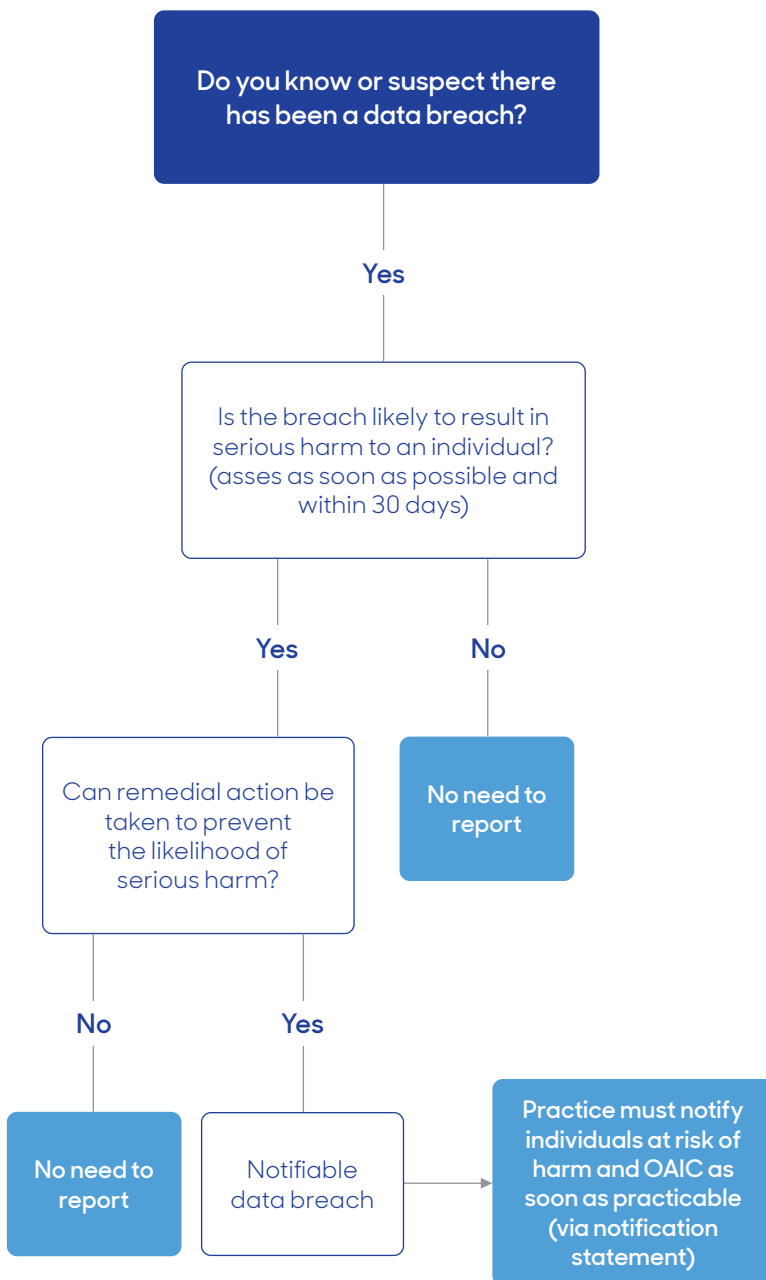 Do you know or suspect there
has been a data breach?
Yes
Is the breach likely to result in
serious harm to an individual?
(asses as soon as possible and
within 30 days)
Yes
No
Can remedial action be
taken to prevent
the likelihood of
serious harm?
No need to
report
No
Yes
No need to
report
Notifiable
data breach
Practice must notify
individuals at risk of
harm and OAIC as
soon as practicable
(via notification
statement)